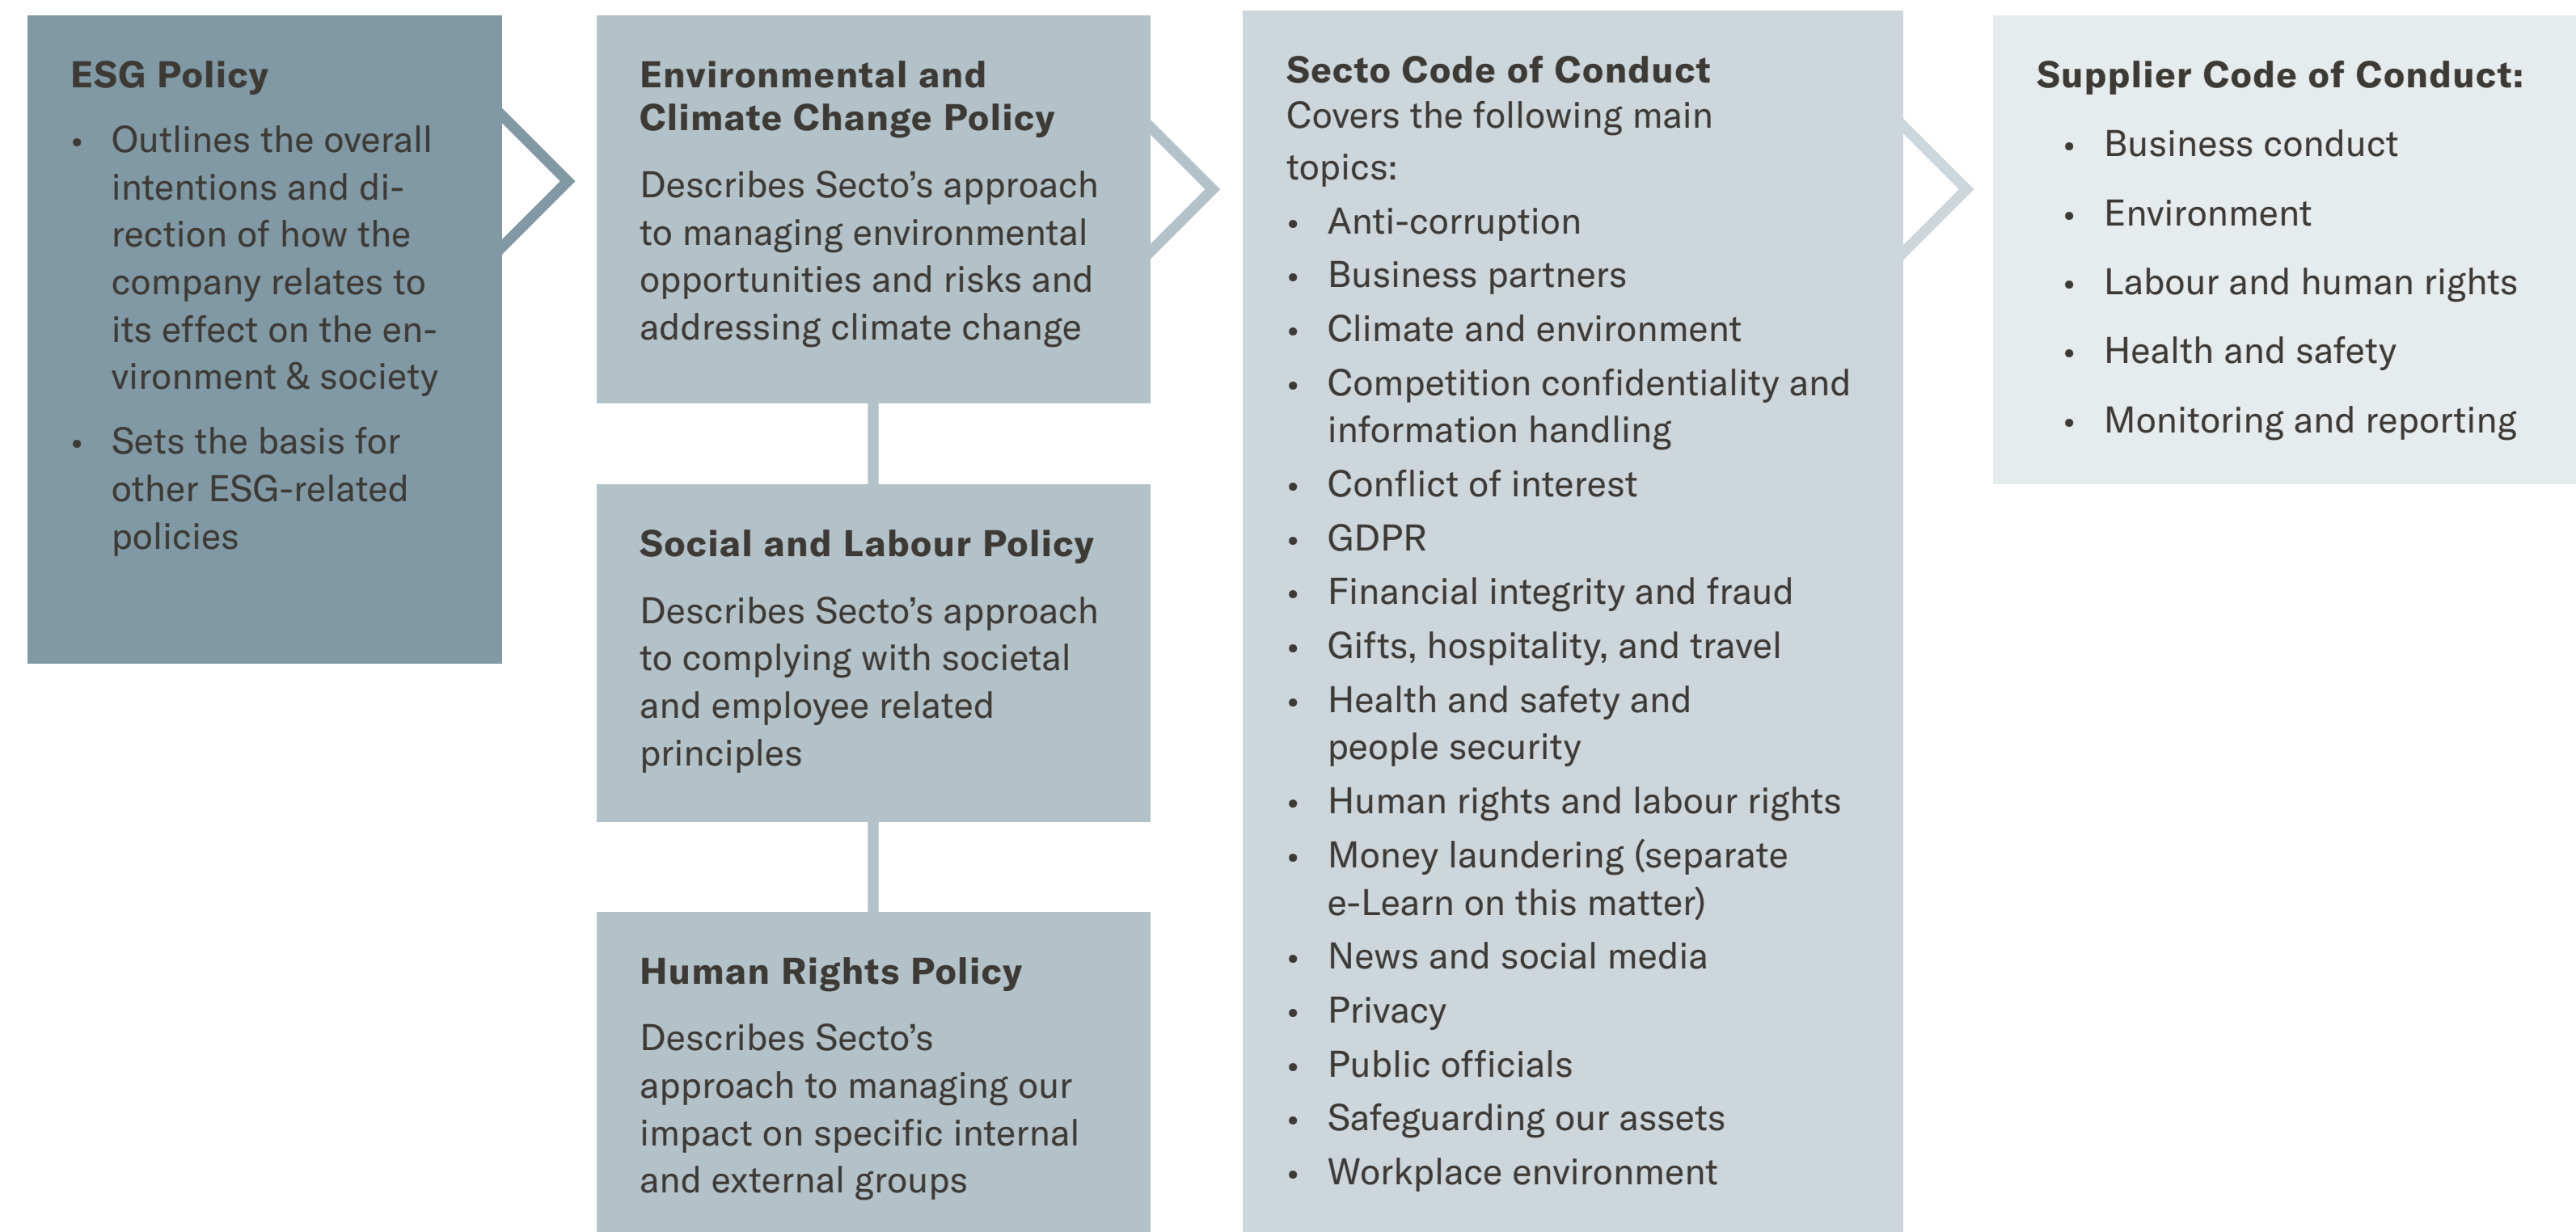 ESG Policy
• Outlines the overall
intentions and di-
rection of how the
company relates to
its effect on the en-
vironment & society
• Sets the basis for
other ESG-related
policies
Environmental and
Climate Change Policy
Describes Secto’s approach
to managing environmental
opportunities and risks and
addressing climate change
Social and Labour Policy
Describes Secto’s approach
to complying with societal
and employee related
principles
Human Rights Policy
Describes Secto’s
approach to managing our
impact on specific internal
and external groups
Secto Code of Conduct
Covers the following main
topics:
• Anti-corruption
• Business partners
• Climate and environment
• Competition confidentiality and
information handling
• Conflict of interest
• GDPR
• Financial integrity and fraud
• Gifts, hospitality, and travel
• Health and safety and
people security
• Human rights and labour rights
• Money laundering (separate
e-Learn on this matter)
• News and social media
• Privacy
• Public officials
• Safeguarding our assets
• Workplace environment
Supplier Code of Conduct:
• Business conduct
• Environment
• Labour and human rights
• Health and safety
• Monitoring and reporting